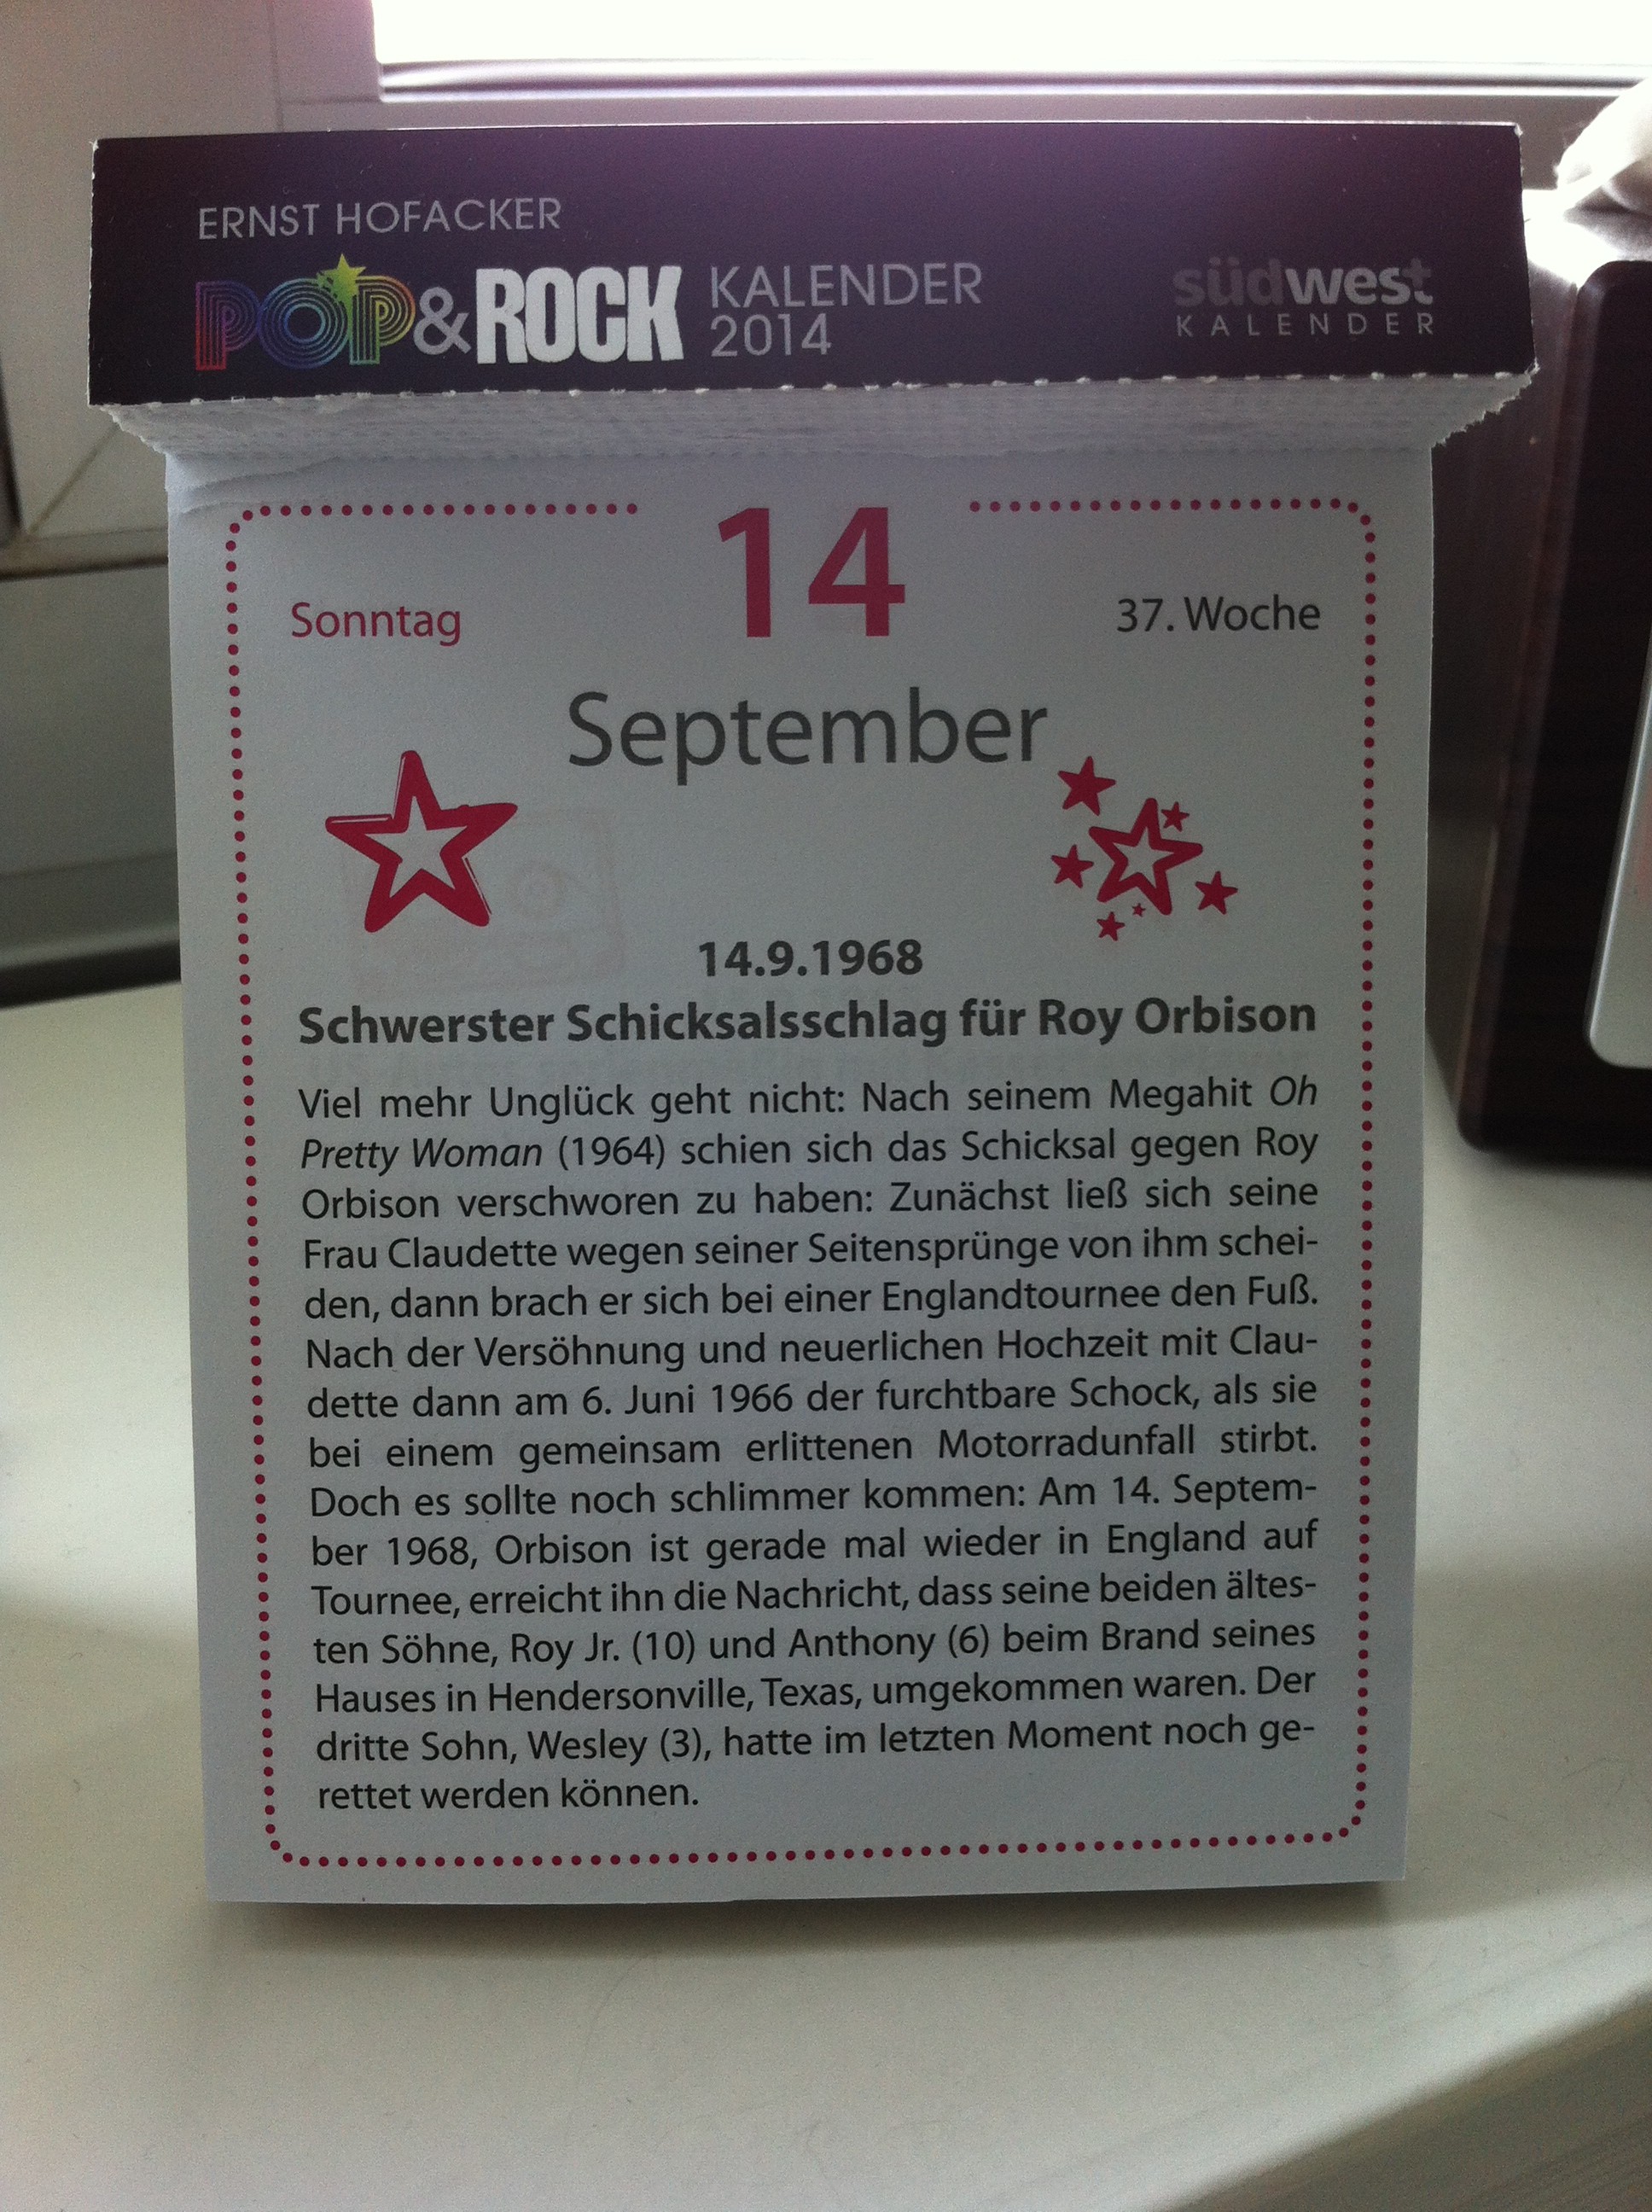 ERNST HOFACKER
POP&ROCK KALENDER 2014
südwest
KALENDER
14
Sonntag
37. Woche
September
14.9.1968
Schwerster Schicksalsschlag für Roy Orbison
Viel mehr Unglück geht nicht: Nach seinem Megahit Oh
Pretty Woman (1964) schien sich das Schicksal gegen Roy
Orbison verschworen zu haben: Zunächst ließ sich seine
Frau Claudette wegen seiner Seitensprünge von ihm schei-
den, dann brach er sich bei einer Englandtournee den Fuß.
Nach der Versöhnung und neuerlichen Hochzeit mit Clau-
dette dann am 6. Juni 1966 der furchtbare Schock, als sie
bei einem gemeinsam erlittenen Motorradunfall stirbt.
Doch es sollte noch schlimmer kommen: Am 14. Septem-
ber 1968, Orbison ist gerade mal wieder in England auf
Tournee, erreicht ihn die Nachricht, dass seine beiden ältes-
ten Söhne, Roy Jr. (10) und Anthony (6) beim Brand seines
Hauses in Hendersonville, Texas, umgekommen waren. Der
dritte Sohn, Wesley (3), hatte im letzten Moment noch ge-
rettet werden können.